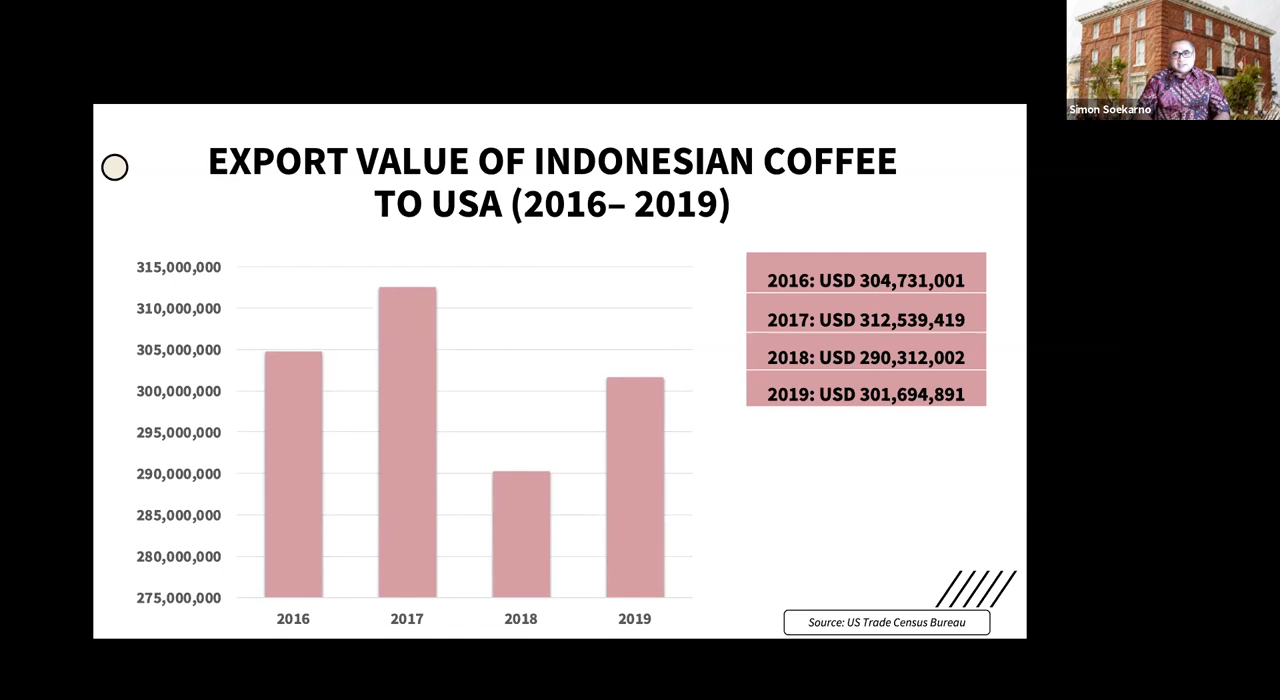 Simon Soekarno
EXPORT VALUE OF INDONESIAN COFFEE
TO USA (2016– 2019)
315,000,000
310,000,000
305,000,000
300,000,000
295,000,000
290,000,000
285,000,000
280,000,000
275,000,000
2016
2017
2018
2019
2016: USD 304,731,001
2017: USD 312,539,419
2018: USD 290,312,002
2019: USD 301,694,891
Source: US Trade Census Bureau